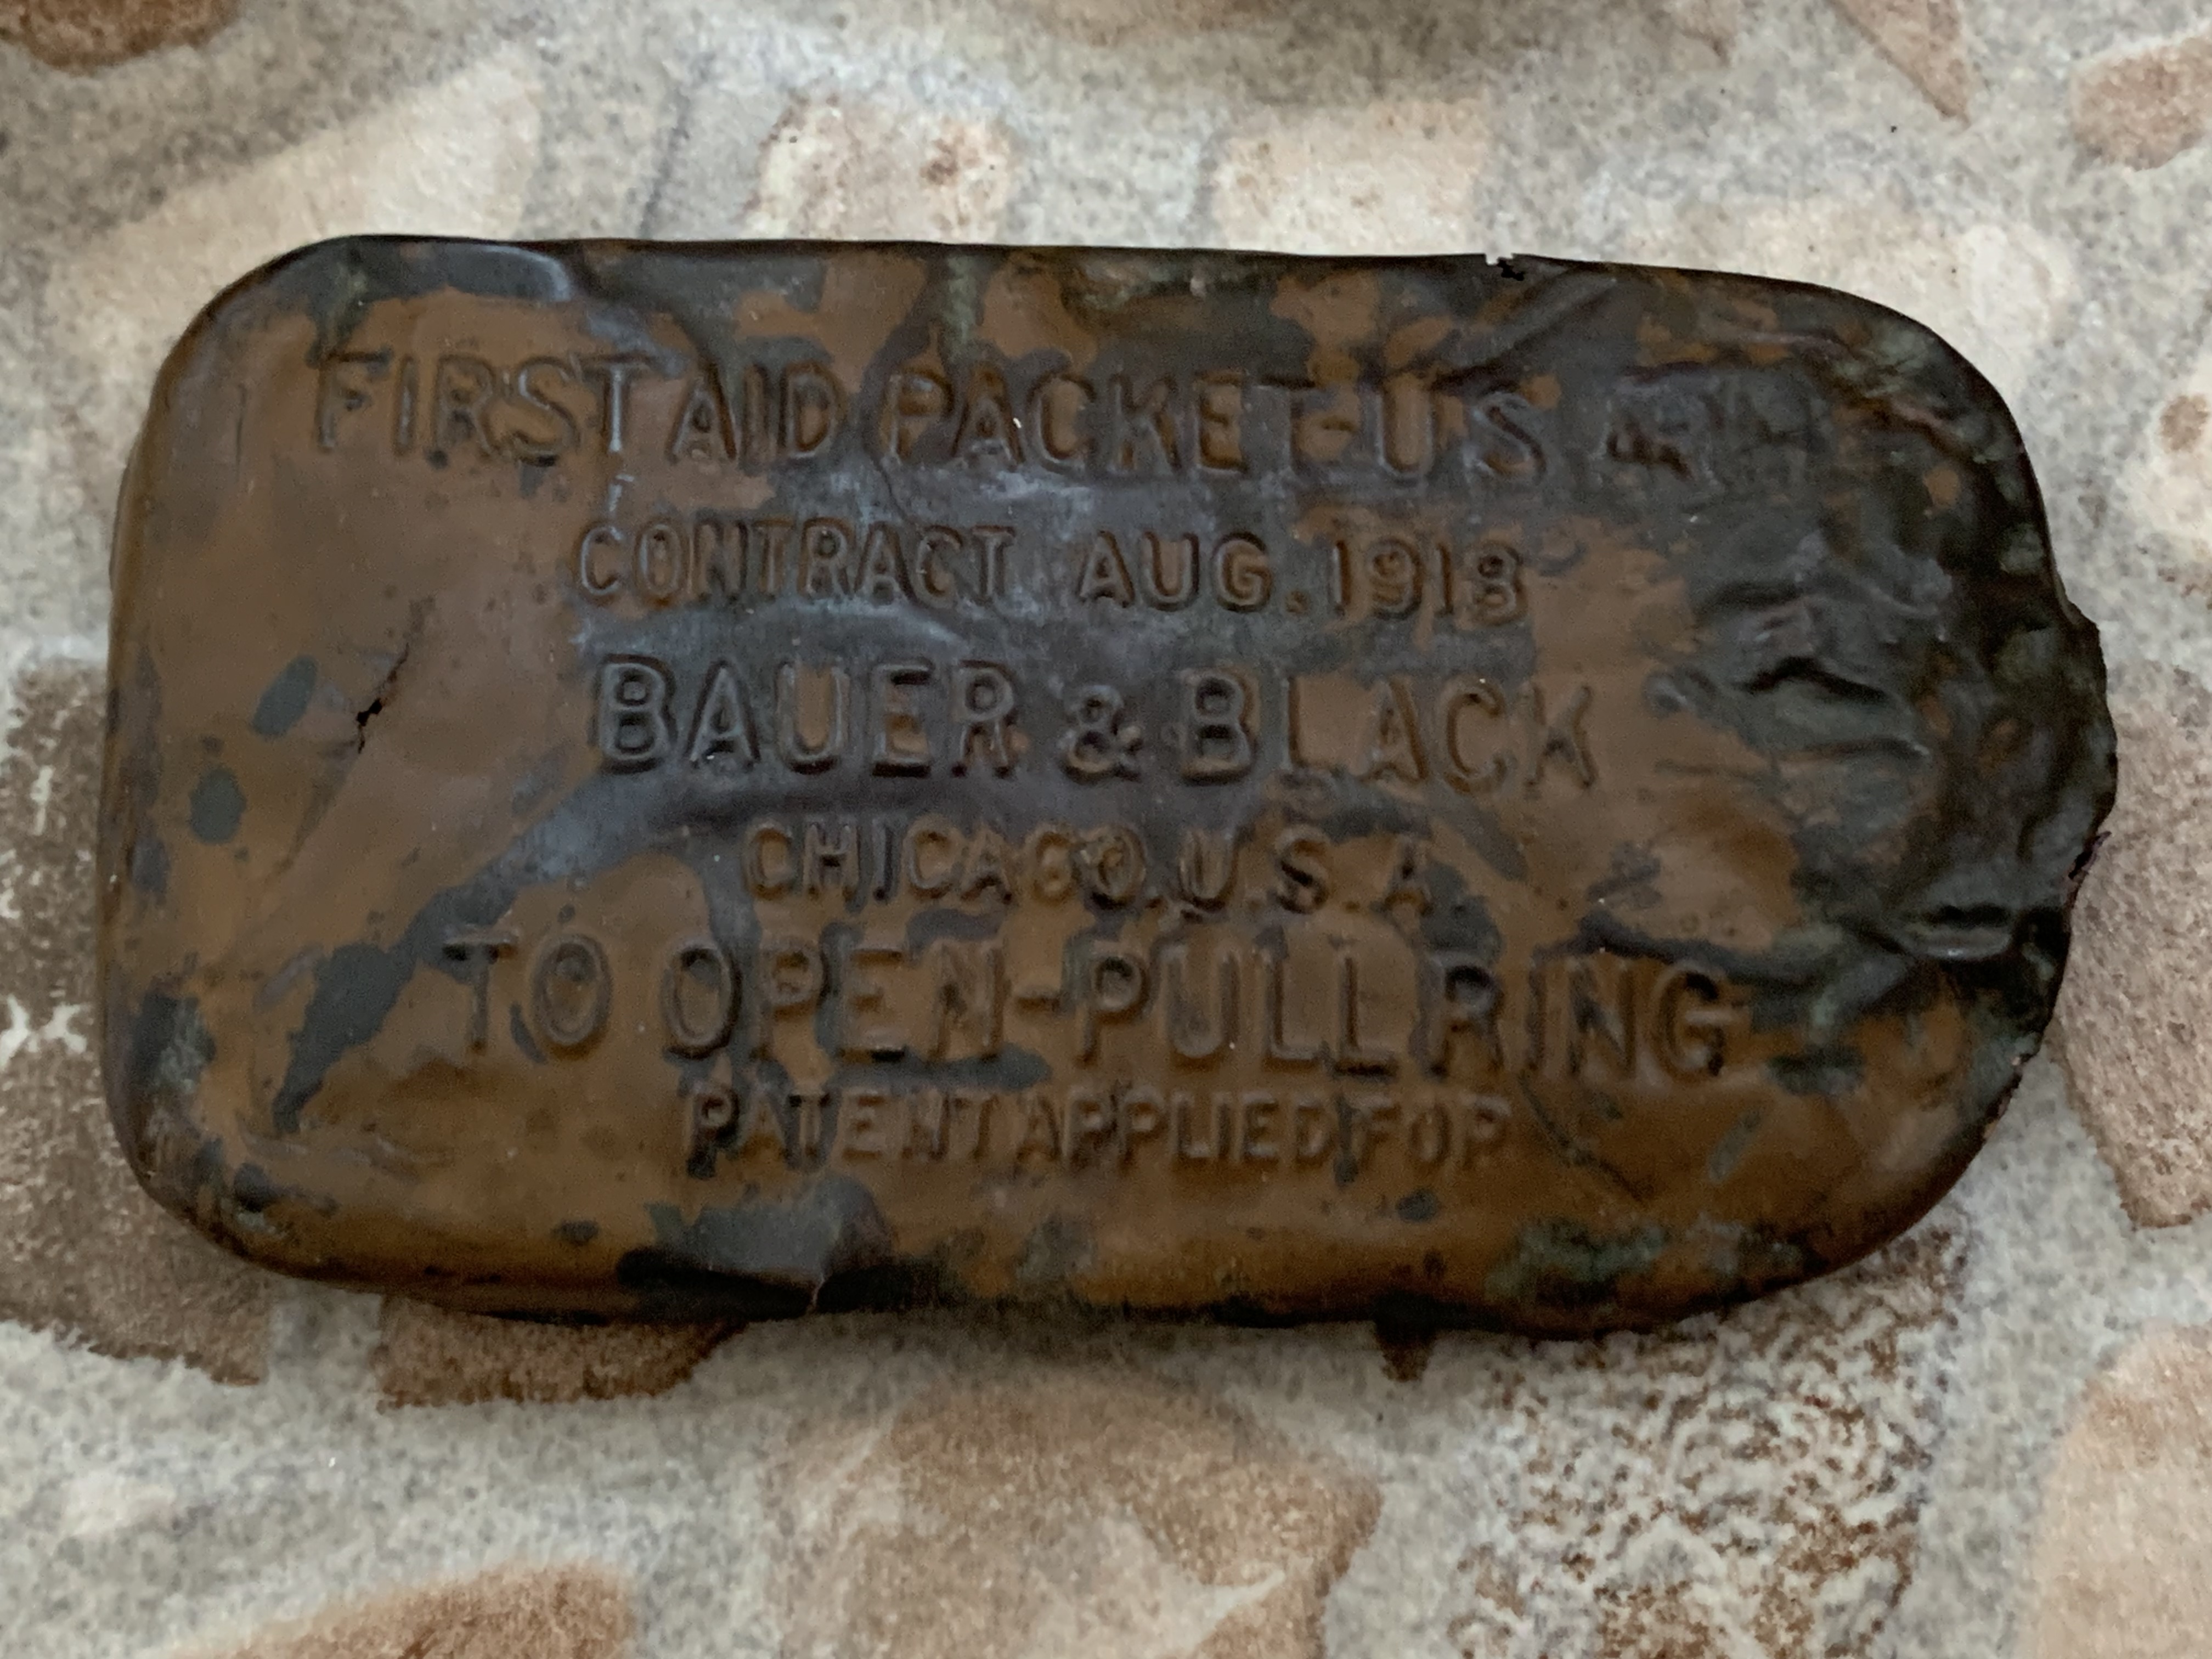 FIRST AID PACKET-U.S.
CONTRACT AUG. 1918
BAUER & BLACK
CHICAGO.U.S.A.
TO OPEN-PULL RING
PATENT APPLIED FOR